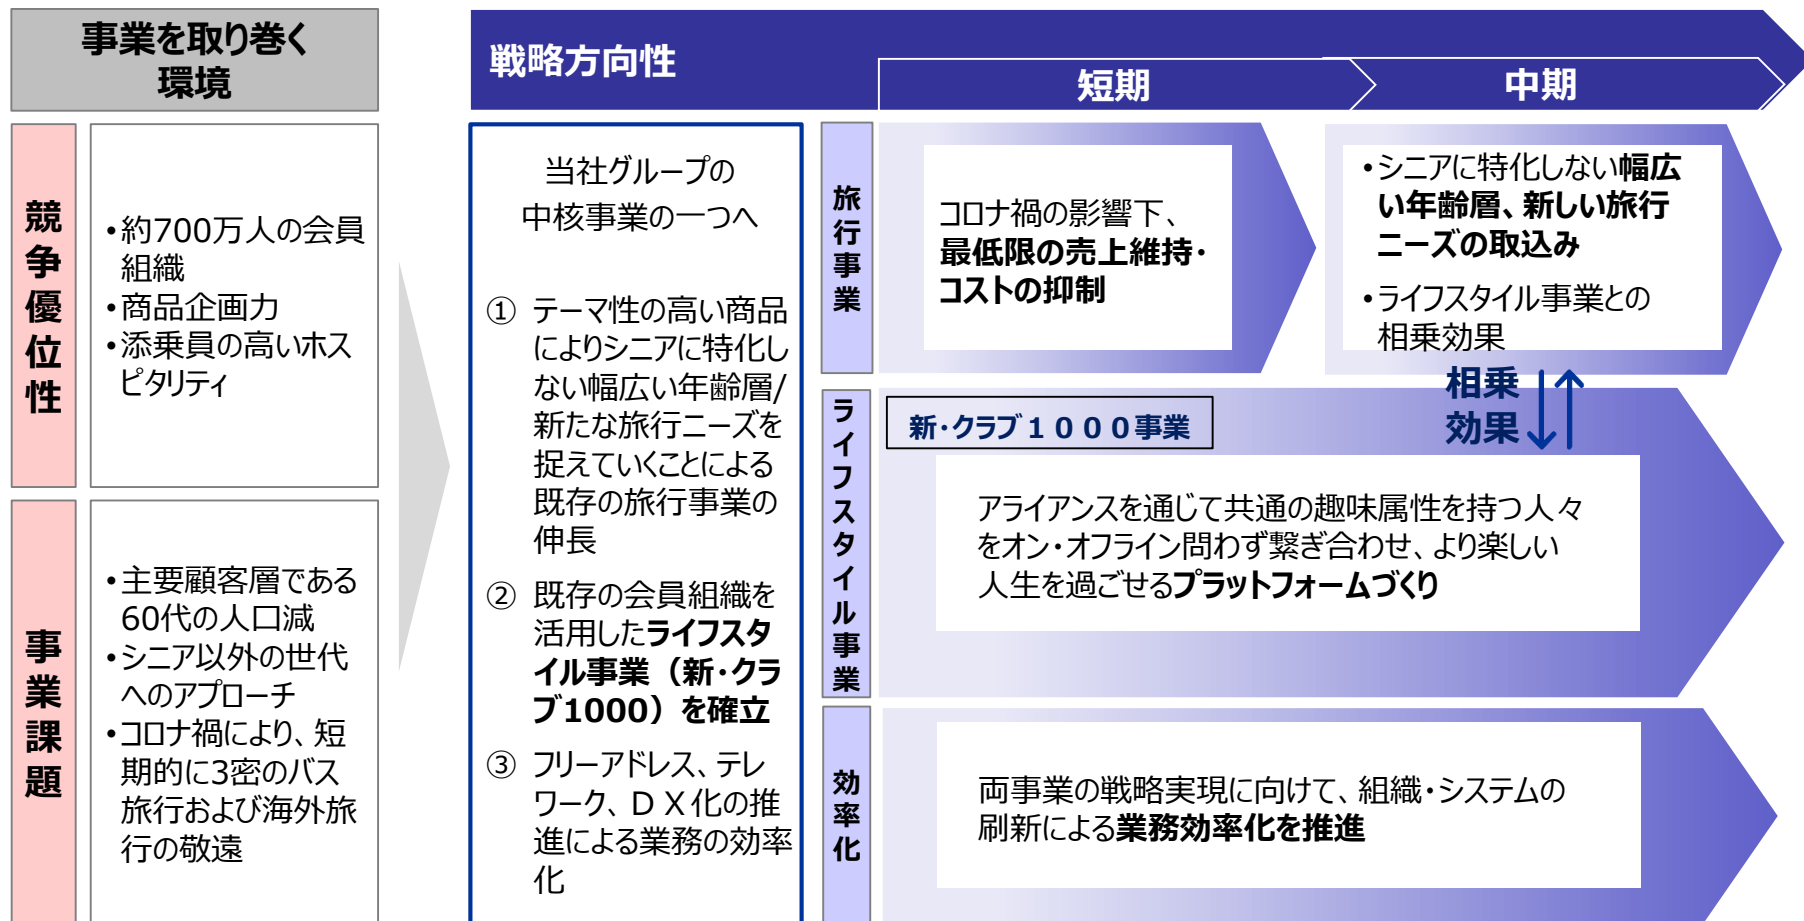 事業を取り巻く
環境
競争優位性
•約700万人の会員
組織
•商品企画力
•添乗員の高いホス
ピタリティ
事業課題
•主要顧客層である
60代の人口減
•シニア以外の世代
へのアプローチ
•コロナ禍により、短
期的に3密のバス
旅行および海外旅
行の敬遠
戦略方向性
短期
中期
当社グループの
中核事業の一つへ
① テーマ性の高い商品
によりシニアに特化し
ない幅広い年齢層/
新たな旅行ニーズを
捉えていくことによる
既存の旅行事業の
伸長
② 既存の会員組織を
活用したライフスタ
イル事業（新・クラ
ブ1000）を確立
③ フリーアドレス、テレ
ワーク、ＤＸ化の推
進による業務の効率
化
旅行事業
コロナ禍の影響下、
最低限の売上維持・
コストの抑制
•シニアに特化しない幅広
い年齢層、新しい旅行
ニーズの取込み
•ライフスタイル事業との
相乗効果
相乗
効果
ライフスタイル事業
新・クラブ１０００事業
アライアンスを通じて共通の趣味属性を持つ人々
をオン・オフライン問わず繋ぎ合わせ、より楽しい
人生を過ごせるプラットフォームづくり
効率化
両事業の戦略実現に向けて、組織・システムの
刷新による業務効率化を推進